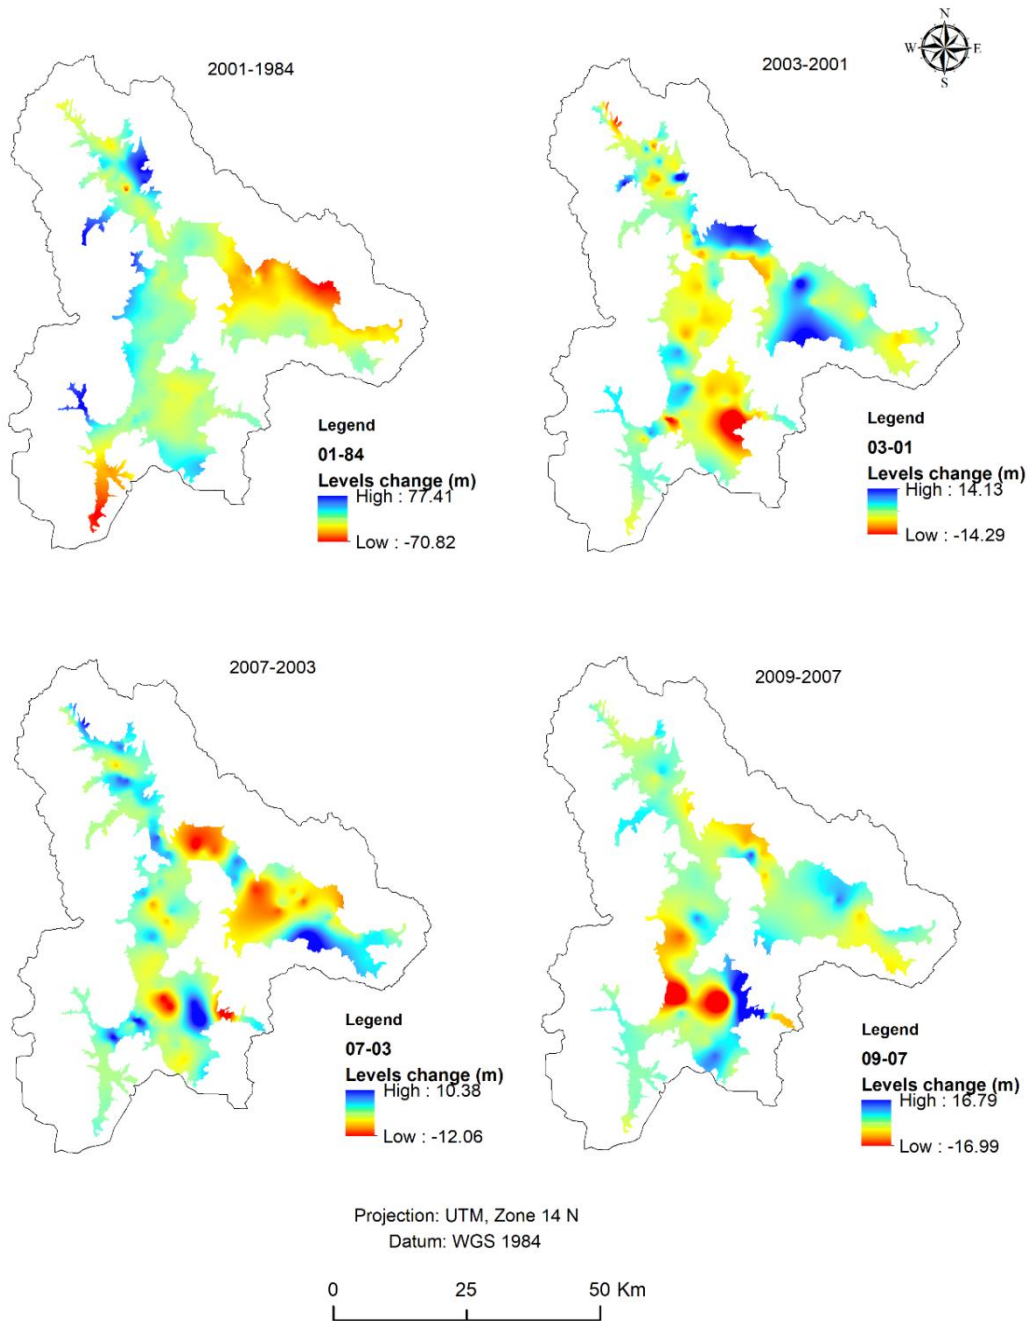 N
W E
S
2001-1984
2003-2001
Legend
01-84
Levels change (m)
High : 77.41
Low : -70.82
Legend
03-01
Levels change (m)
High : 14.13
Low : -14.29
2007-2003
2009-2007
Legend
07-03
Levels change (m)
High : 10.38
Low : -12.06
Legend
09-07
Levels change (m)
High : 16.79
Low : -16.99
Projection: UTM, Zone 14 N
Datum: WGS 1984
0 25 50 Km